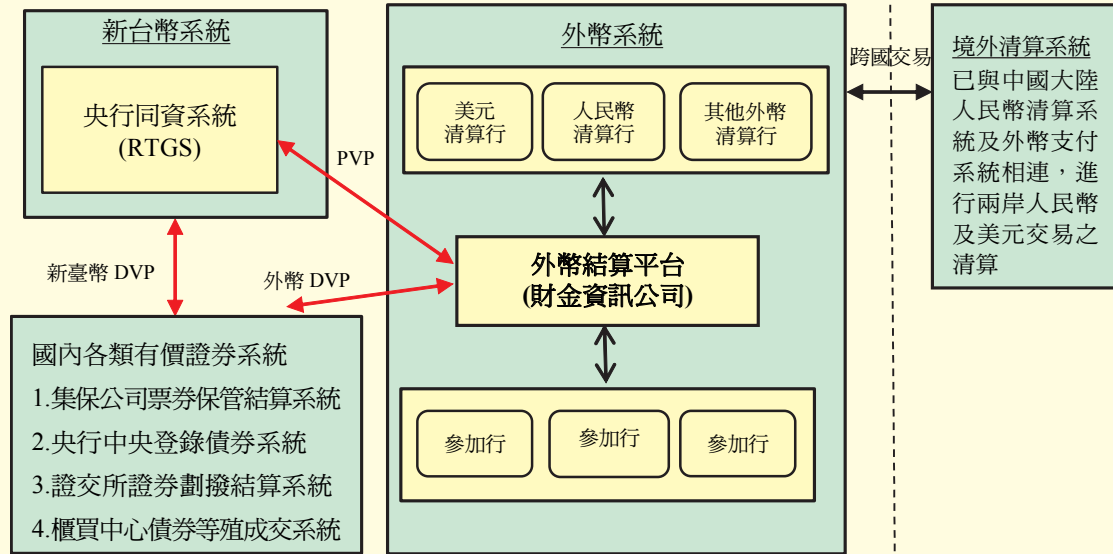 新台幣系統
央行同資系統
(RTGS)
新臺幣 DVP
PVP
外幣 DVP
國內各類有價證券系統
1.集保公司票券保管結算系統
2.央行中央登錄債券系統
3.證交所證券劃撥結算系統
4.櫃買中心債券等殖成交系統
外幣系統
美元
清算行
人民幣
清算行
其他外幣
清算行
外幣結算平台
(財金資訊公司)
參加行
參加行
參加行
跨國交易
境外清算系統
已與中國大陸
人民幣清算系
統及外幣支付
系統相連，進
行兩岸人民幣
及美元交易之
清算